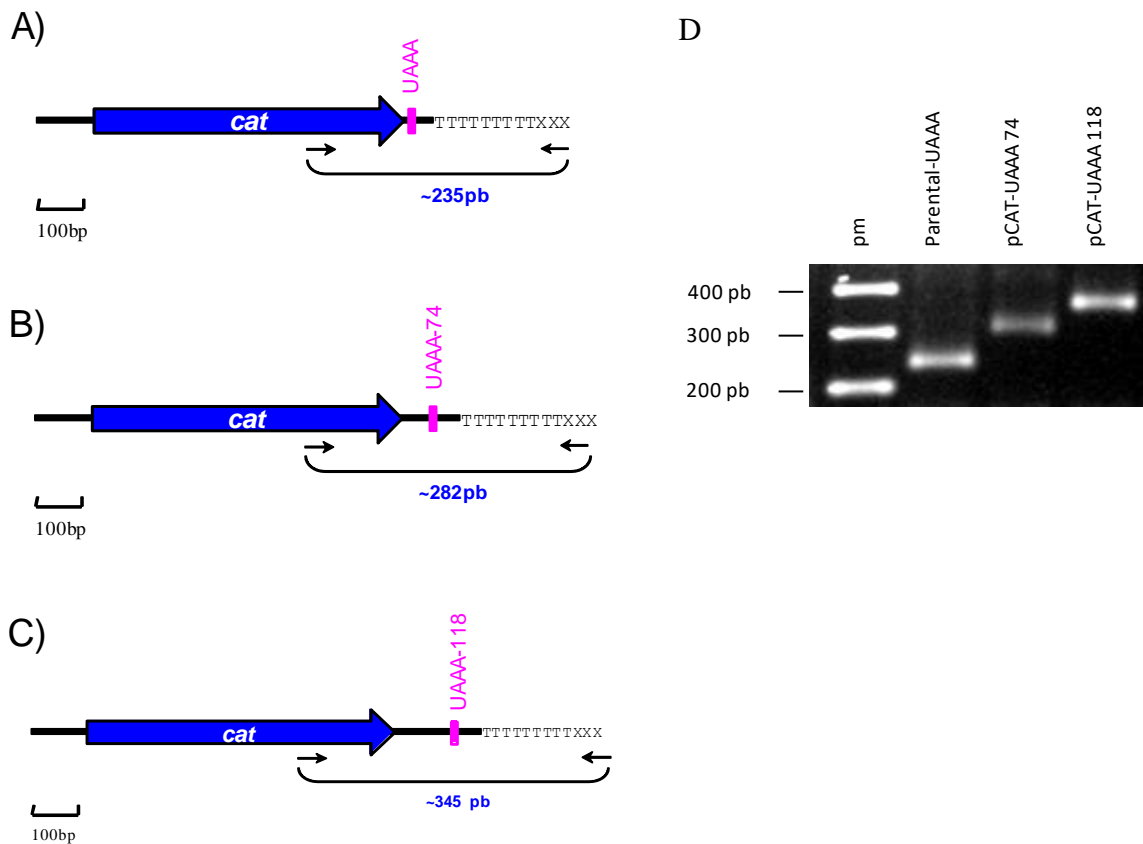 A)
UAAA
cat
TTTTTTTTTXXX
~235pb
100bp
B)
UAAA-74
cat
TTTTTTTTTXXX
~282pb
100bp
C)
UAAA-118
cat
TTTTTTTTTXXX
~345 pb
100bp
D
pm
Parental-UAAA
pCAT-UAAA 74
pCAT-UAAA 118
400 pb
300 pb
200 pb